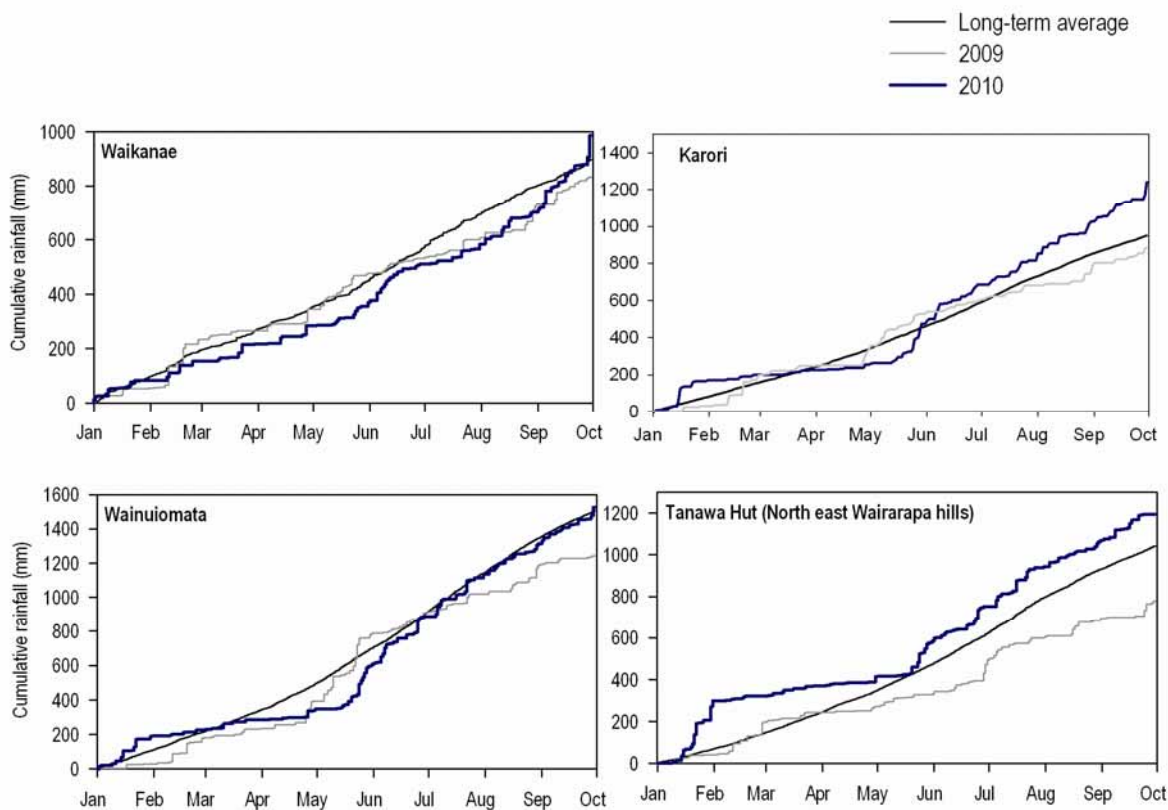 Long-term average
2009
2010
Waikanae
Cumulative rainfall (mm)
1000
800
600
400
200
0
Jan Feb Mar Apr May Jun Jul Aug Sep Oct
Karori
1400
1200
1000
800
600
400
200
0
Jan Feb Mar Apr May Jun Jul Aug Sep Oct
Wainuiomata
Cumulative rainfall (mm)
1600
1400
1200
1000
800
600
400
200
0
Jan Feb Mar Apr May Jun Jul Aug Sep Oct
Tanawa Hut (North east Wairarapa hills)
1200
1000
800
600
400
200
0
Jan Feb Mar Apr May Jun Jul Aug Sep Oct